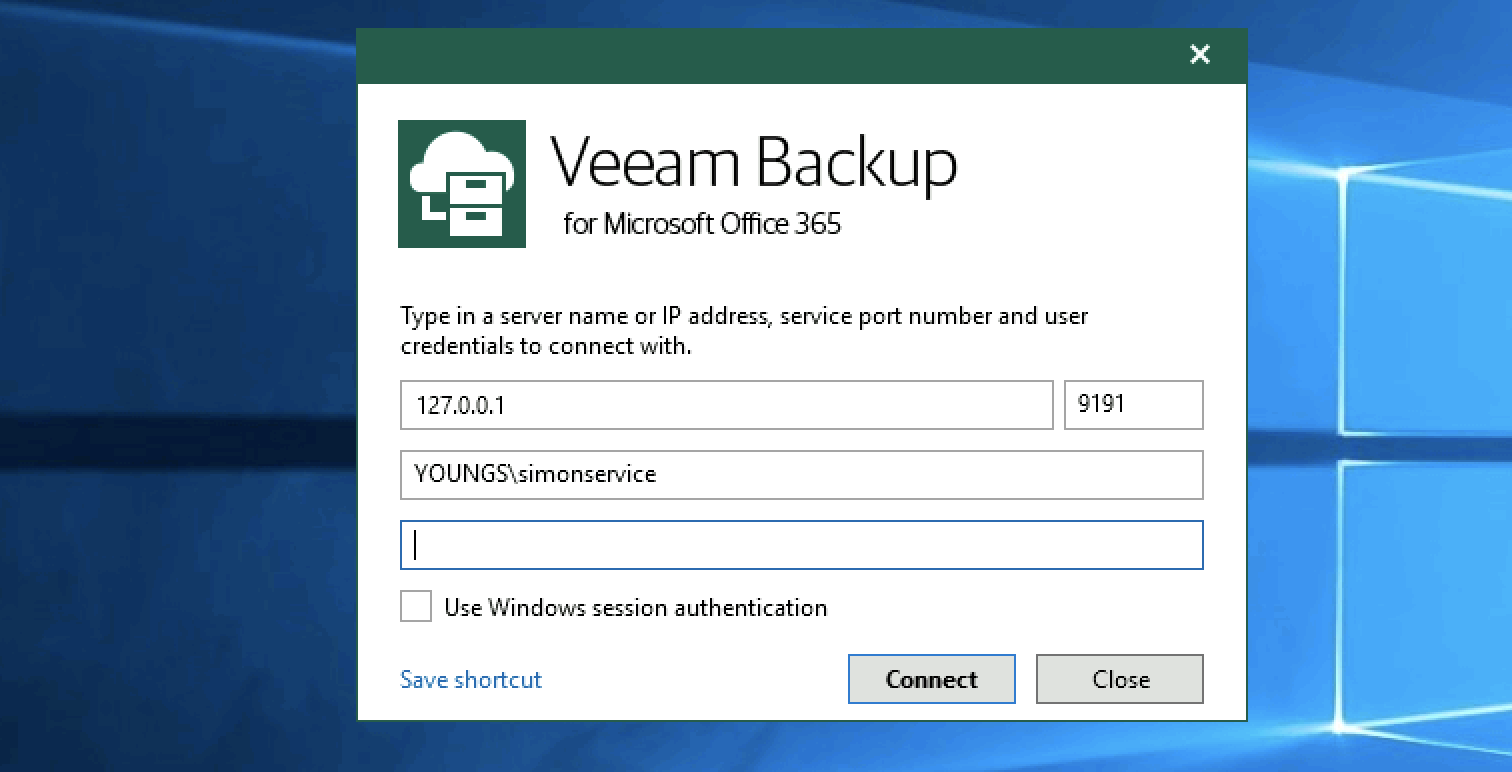 Veeam Backup
for Microsoft Office 365
Type in a server name or IP address, service port number and user
credentials to connect with.
127.0.0.1 9191
YOUNGS\simonservice
Use Windows session authentication
Save shortcut Connect Close